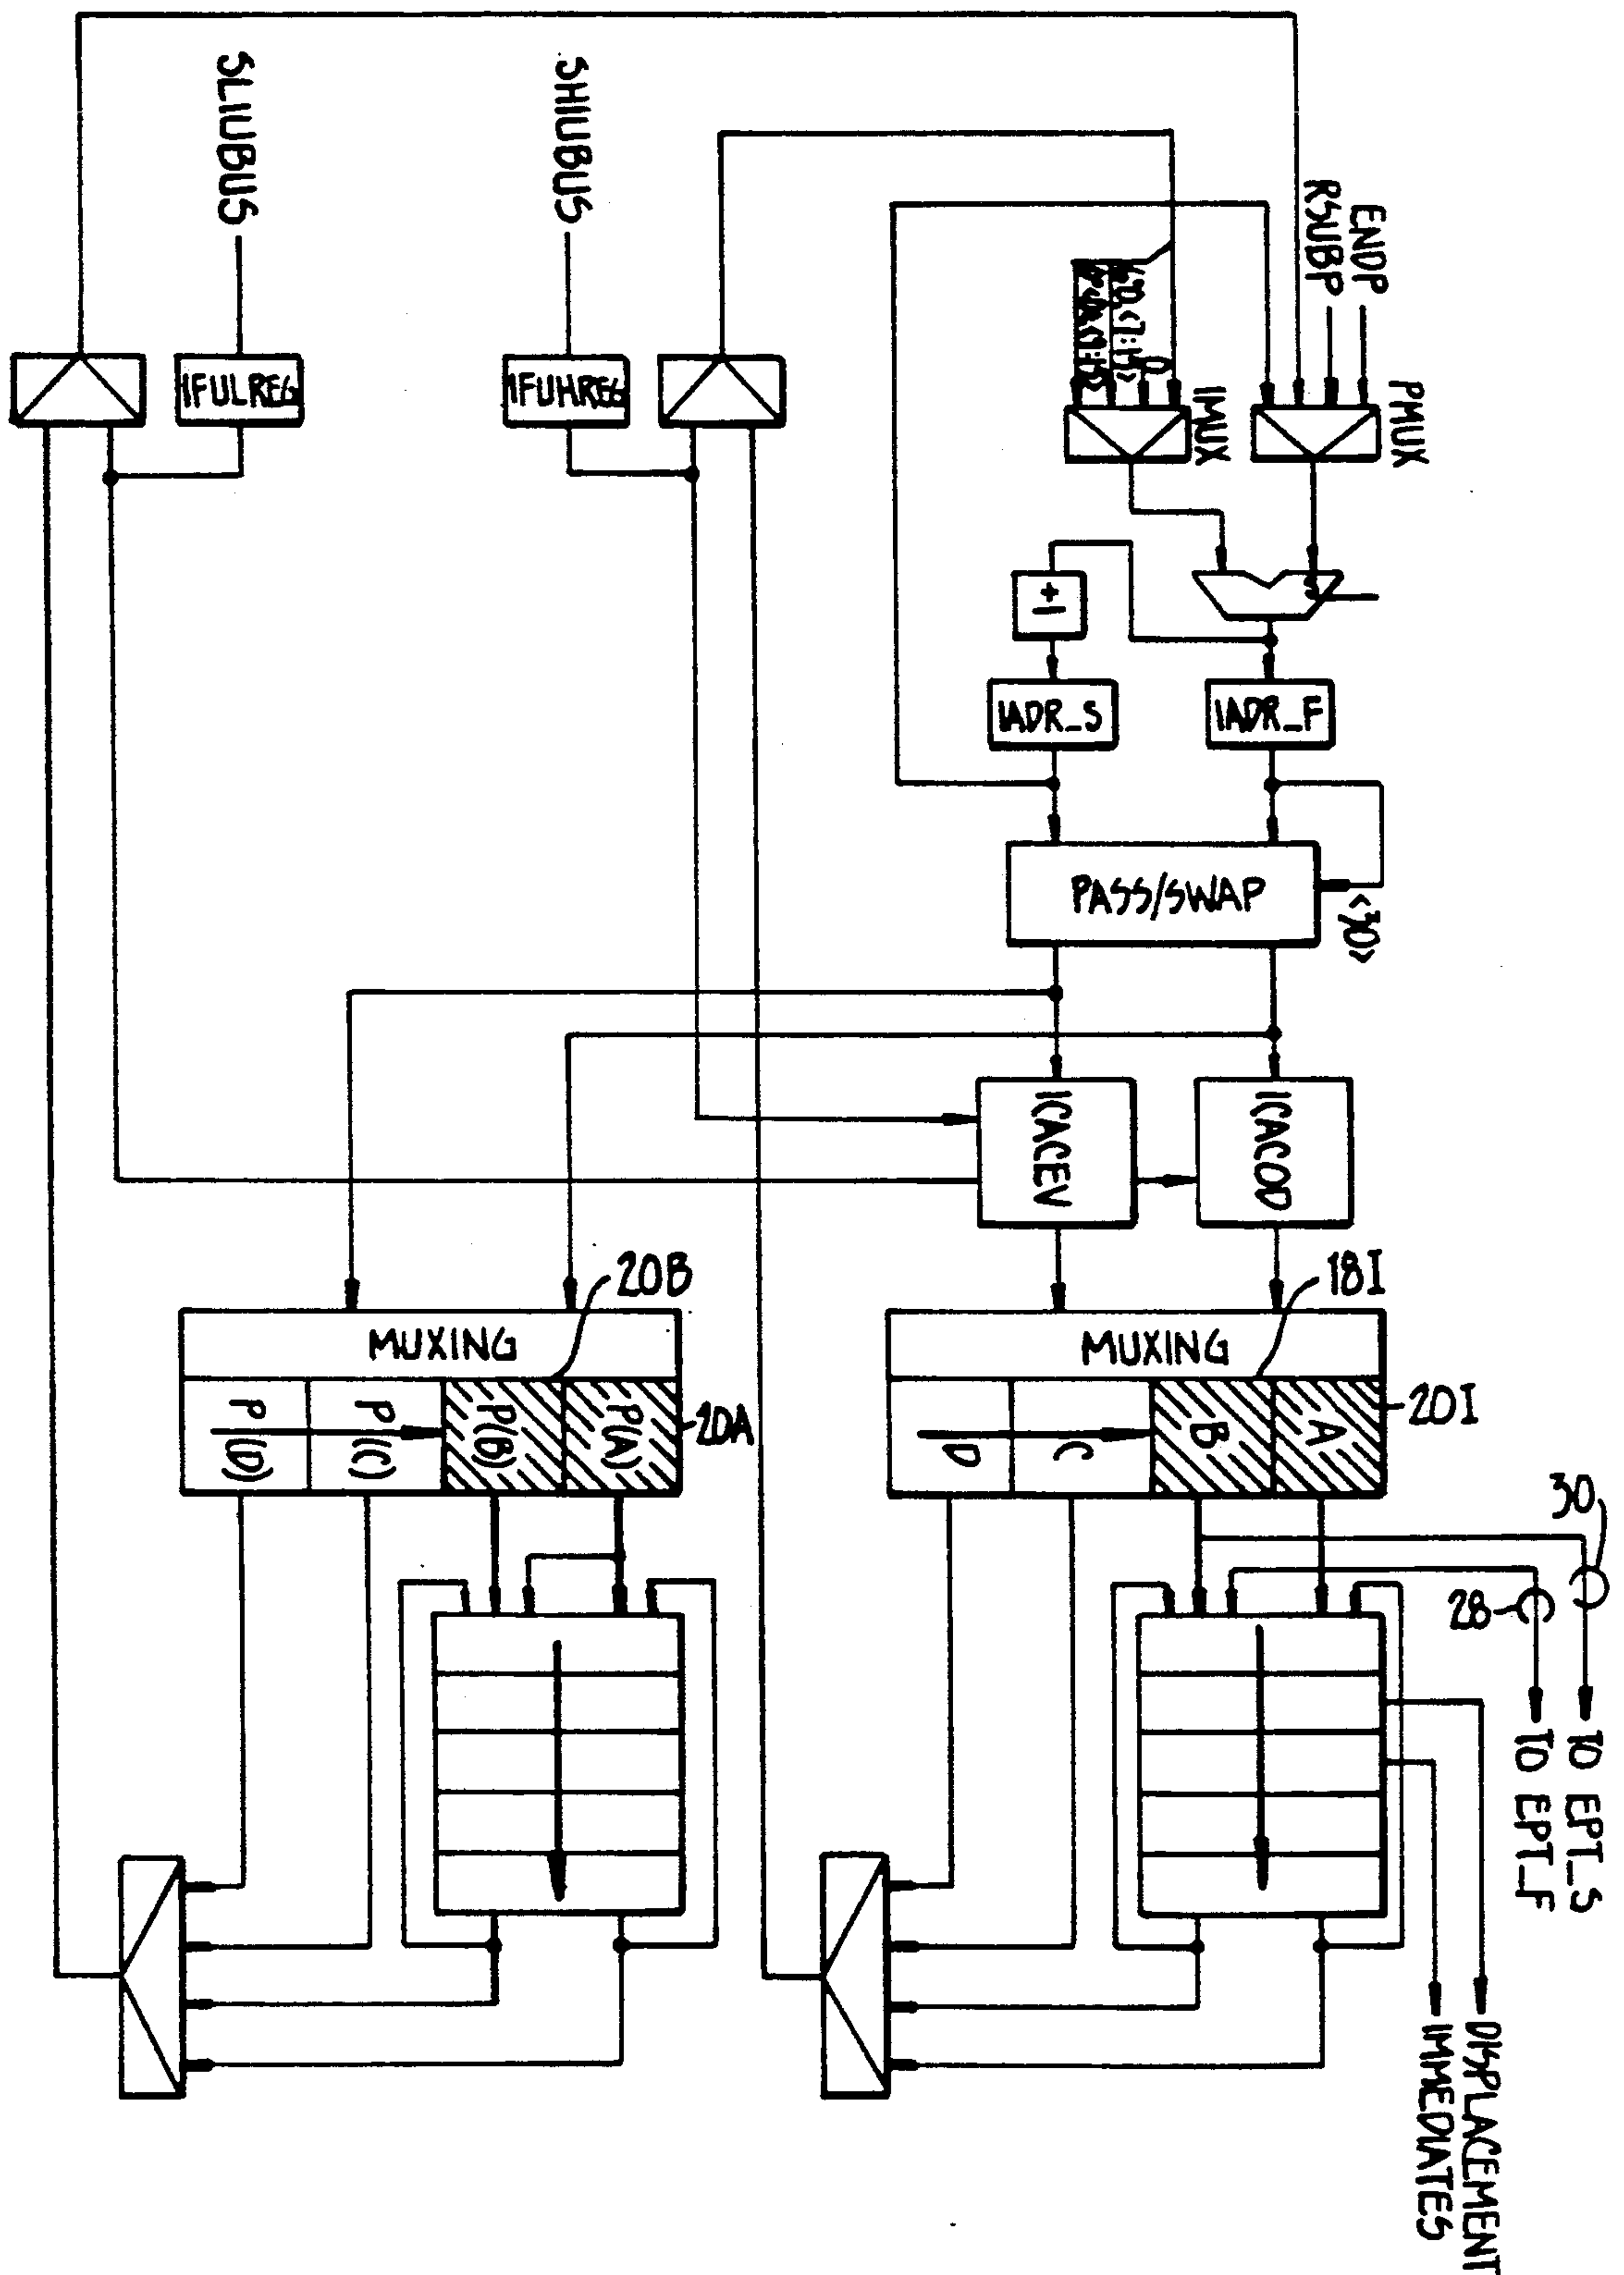 SLIUBUS
SHIUBUS
RSUBP
ENDP
IFULREG
IFUHREG
IMUX
PMUX
+1
IADR_S
IADR_F
PASS/SWAP
<30>
ICACEV
ICACOD
20B
18I
MUXING
MUXING
P(D)
P(C)
P(B)
P(A)
20A
D
C
B
A
20I
30
28
TO EPT_F
TO EPT_S
IMMEDIATES
DISPLACEMENT